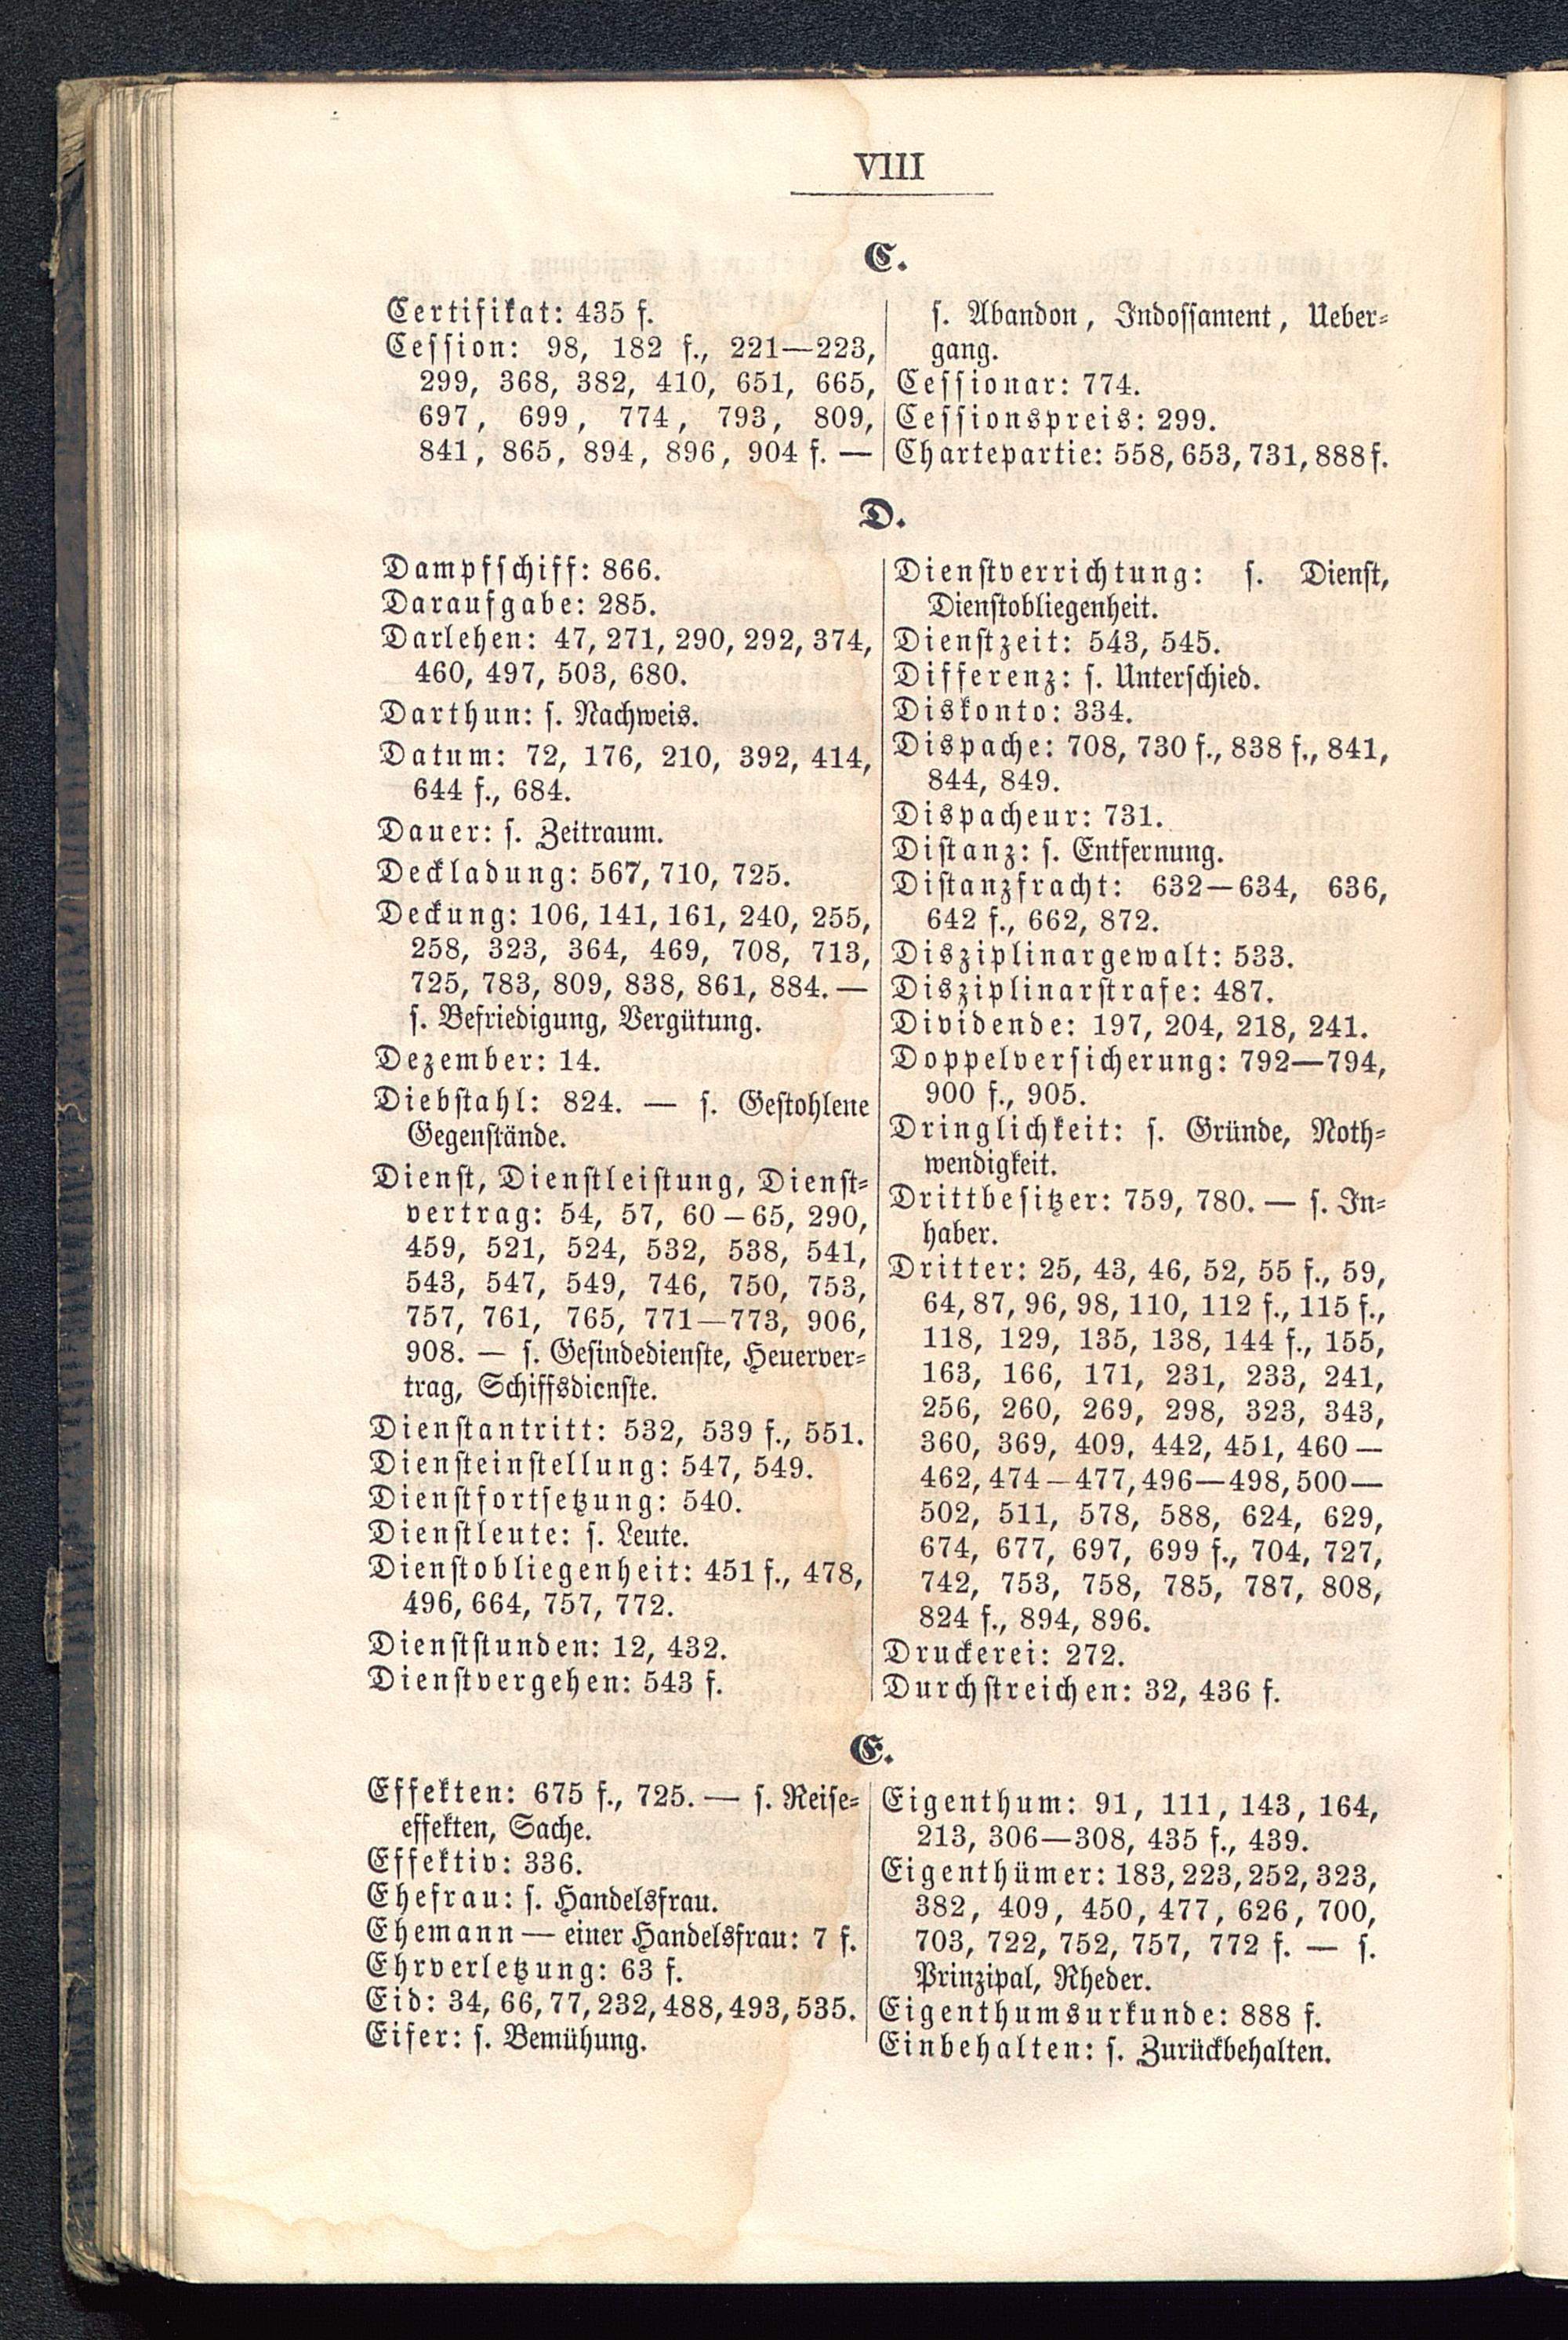 VIII
C.
Certifikat: 435 f.
Cession: 98, 182 f., 221—223,
299, 368, 382, 410, 651, 665,
697, 699, 774, 793, 809,
841, 865, 894, 896, 904 f. —
s. Abandon, Indossament, Ueber-
gang.
Cessionar: 774.
Cessionspreis: 299.
Chartepartie: 558, 653, 731, 888 f.
D.
Dampfschiff: 866.
Daraufgabe: 285.
Darlehen: 47, 271, 290, 292, 374,
460, 497, 503, 680.
Darthun: s. Nachweis.
Datum: 72, 176, 210, 392, 414,
644 f., 684.
Dauer: s. Zeitraum.
Deckladung: 567, 710, 725.
Deckung: 106, 141, 161, 240, 255,
258, 323, 364, 469, 708, 713,
725, 783, 809, 838, 861, 884. —
s. Befriedigung, Vergütung.
Dezember: 14.
Diebstahl: 824. — s. Gestohlene
Gegenstände.
Dienst, Dienstleistung, Dienst-
vertrag: 54, 57, 60—65, 290,
459, 521, 524, 532, 538, 541,
543, 547, 549, 746, 750, 753,
757, 761, 765, 771—773, 906,
908. — s. Gesindedienste, Heuerver-
trag, Schiffsdienste.
Dienstantritt: 532, 539 f., 551.
Diensteinstellung: 547, 549.
Dienstfortsetzung: 540.
Dienstleute: s. Leute.
Dienstobliegenheit: 451 f., 478,
496, 664, 757, 772.
Dienststunden: 12, 432.
Dienstvergehen: 543 f.
Dienstverrichtung: s. Dienst,
Dienstobliegenheit.
Dienstzeit: 543, 545.
Differenz: s. Unterschied.
Diskonto: 334.
Dispache: 708, 730 f., 838 f., 841,
844, 849.
Dispacheur: 731.
Distanz: s. Entfernung.
Distanzfracht: 632—634, 636,
642 f., 662, 872.
Disziplinargewalt: 533.
Disziplinarstrafe: 487.
Dividende: 197, 204, 218, 241.
Doppelversicherung: 792—794,
900 f., 905.
Dringlichkeit: s. Gründe, Noth-
wendigkeit.
Drittbesitzer: 759, 780. — s. In-
haber.
Dritter: 25, 43, 46, 52, 55 f., 59,
64, 87, 96, 98, 110, 112 f., 115 f.,
118, 129, 135, 138, 144 f., 155,
163, 166, 171, 231, 233, 241,
256, 260, 269, 298, 323, 343,
360, 369, 409, 442, 451, 460—
462, 474—477, 496—498, 500—
502, 511, 578, 588, 624, 629,
674, 677, 697, 699 f., 704, 727,
742, 753, 758, 785, 787, 808,
824 f., 894, 896.
Druckerei: 272.
Durchstreichen: 32, 436 f.
E.
Effekten: 675 f., 725. — s. Reise-
effekten, Sache.
Effektiv: 336.
Ehefrau: s. Handelsfrau.
Ehemann — einer Handelsfrau: 7 f.
Ehrverletzung: 63 f.
Eid: 34, 66, 77, 232, 488, 493, 535.
Eifer: s. Bemühung.
Eigenthum: 91, 111, 143, 164,
213, 306—308, 435 f., 439.
Eigenthümer: 183, 223, 252, 323,
382, 409, 450, 477, 626, 700,
703, 722, 752, 757, 772 f. — s.
Prinzipal, Rheder.
Eigenthumsurkunde: 888 f.
Einbehalten: s. Zurückbehalten.